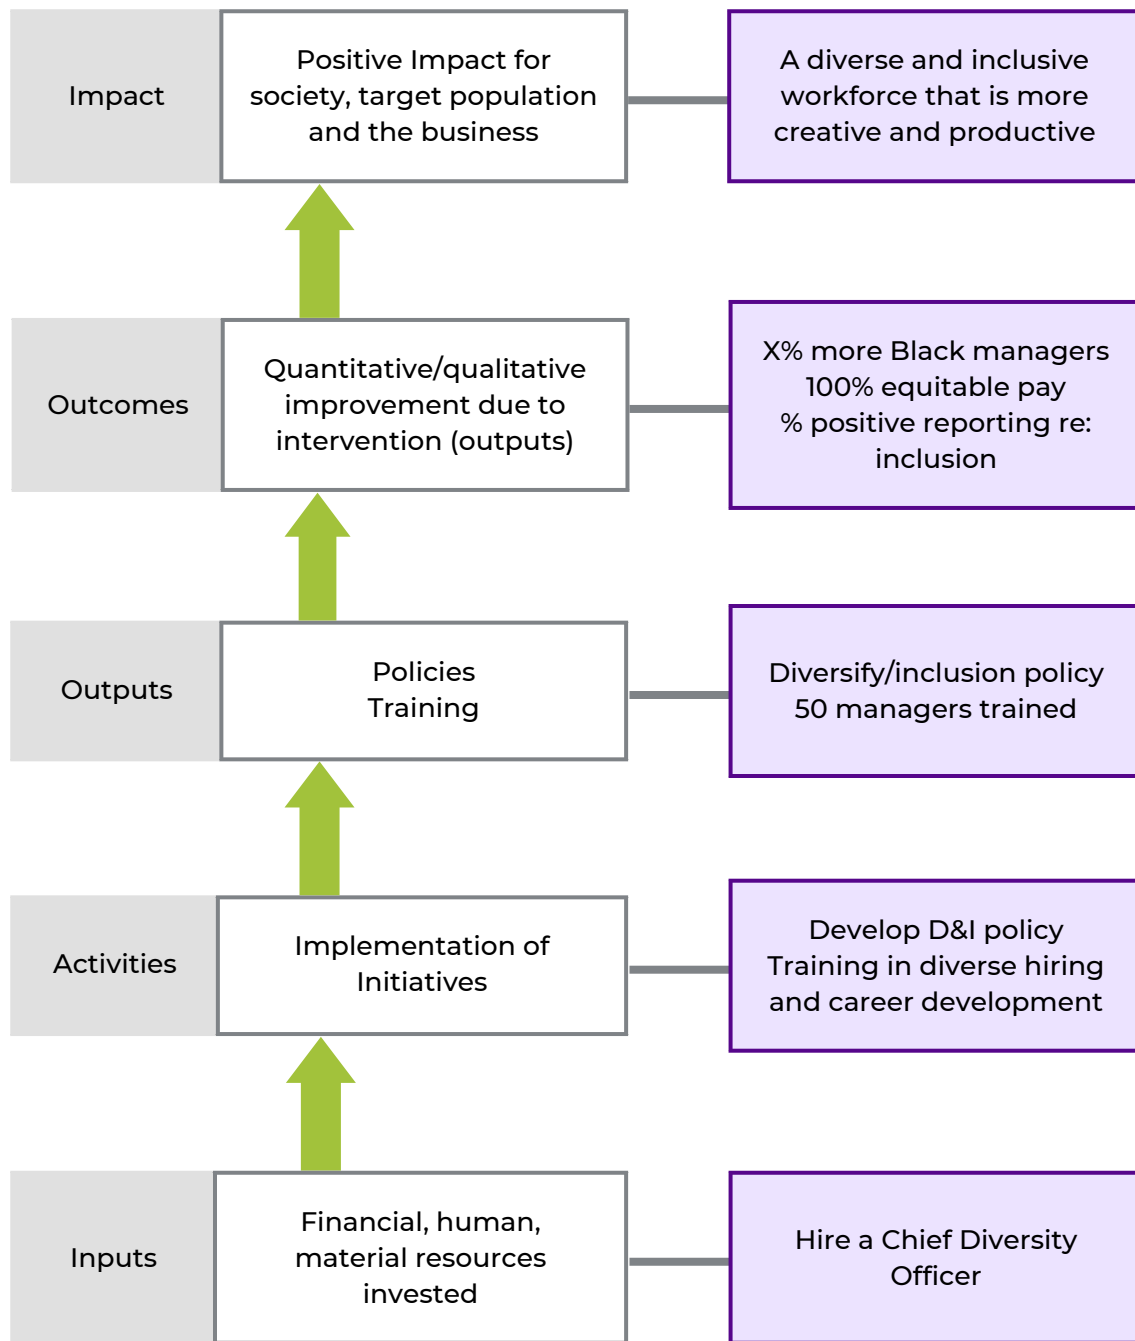 Impact
Positive Impact for
society, target population
and the business
A diverse and inclusive
workforce that is more
creative and productive
Outcomes
Quantitative/qualitative
improvement due to
intervention (outputs)
X% more Black managers
100% equitable pay
% positive reporting re:
inclusion
Outputs
Policies
Training
Diversify/inclusion policy
50 managers trained
Activities
Implementation of
Initiatives
Develop D&I policy
Training in diverse hiring
and career development
Inputs
Financial, human,
material resources
invested
Hire a Chief Diversity
Officer